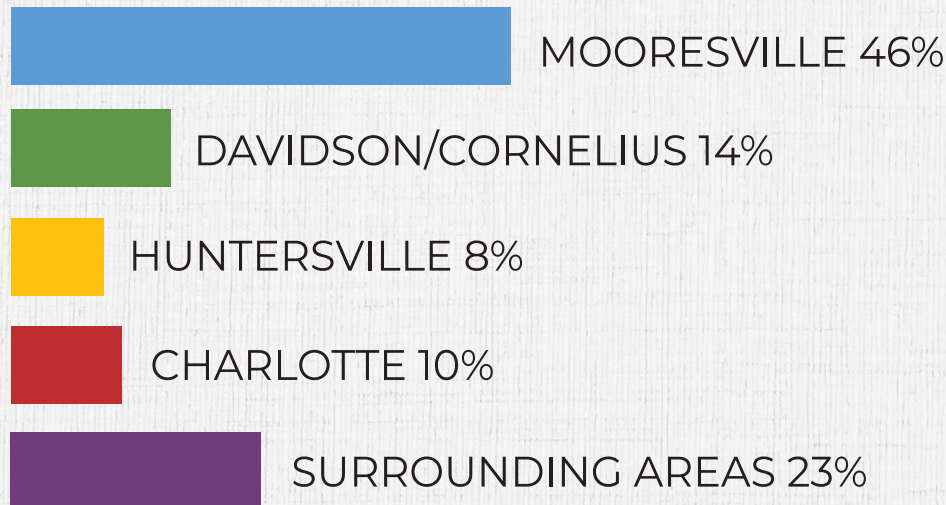 MOORESVILLE 46%
DAVIDSON/CORNELIUS 14%
HUNTERSVILLE 8%
CHARLOTTE 10%
SURROUNDING AREAS 23%